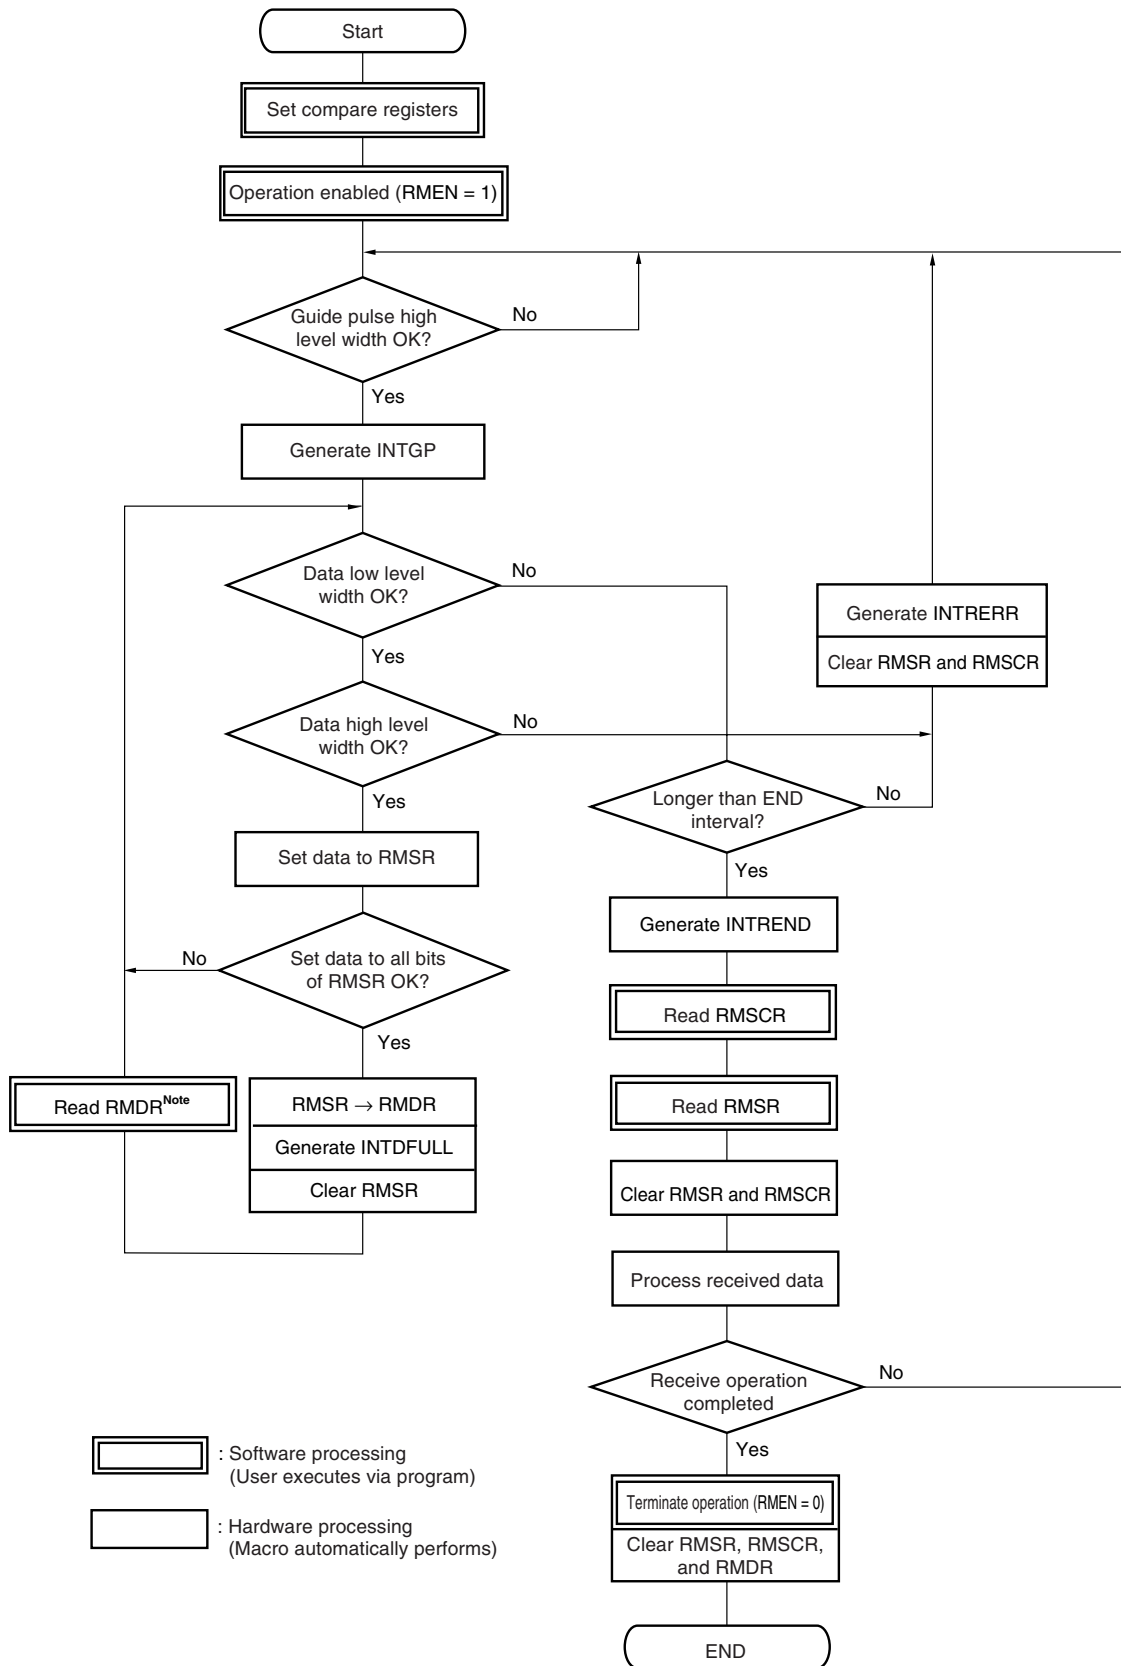 Start
Set compare registers
Operation enabled (RMEN = 1)
Guide pulse high
level width OK?
No
Yes
Generate INTGP
Data low level
width OK?
No
Yes
Generate INTRERR
Clear RMSR and RMSCR
Data high level
width OK?
No
Yes
Longer than END
interval?
No
Yes
Set data to RMSR
Generate INTREND
Set data to all bits
of RMSR OK?
No
Yes
Read RMSCR
Read RMDRNote
RMSR → RMDR
Generate INTDFULL
Clear RMSR
Read RMSR
Clear RMSR and RMSCR
Process received data
Receive operation
completed
No
Yes
Terminate operation (RMEN = 0)
Clear RMSR, RMSCR,
and RMDR
END
: Software processing
(User executes via program)
: Hardware processing
(Macro automatically performs)